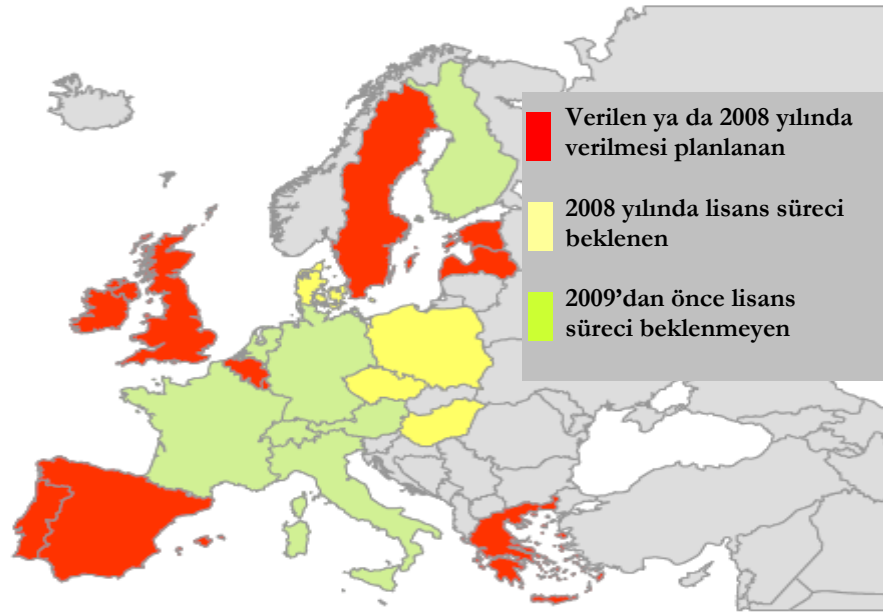 Verilen ya da 2008 yılında
verilmesi planlanan
2008 yılında lisans süreci
beklenen
2009’dan önce lisans
süreci beklenmeyen